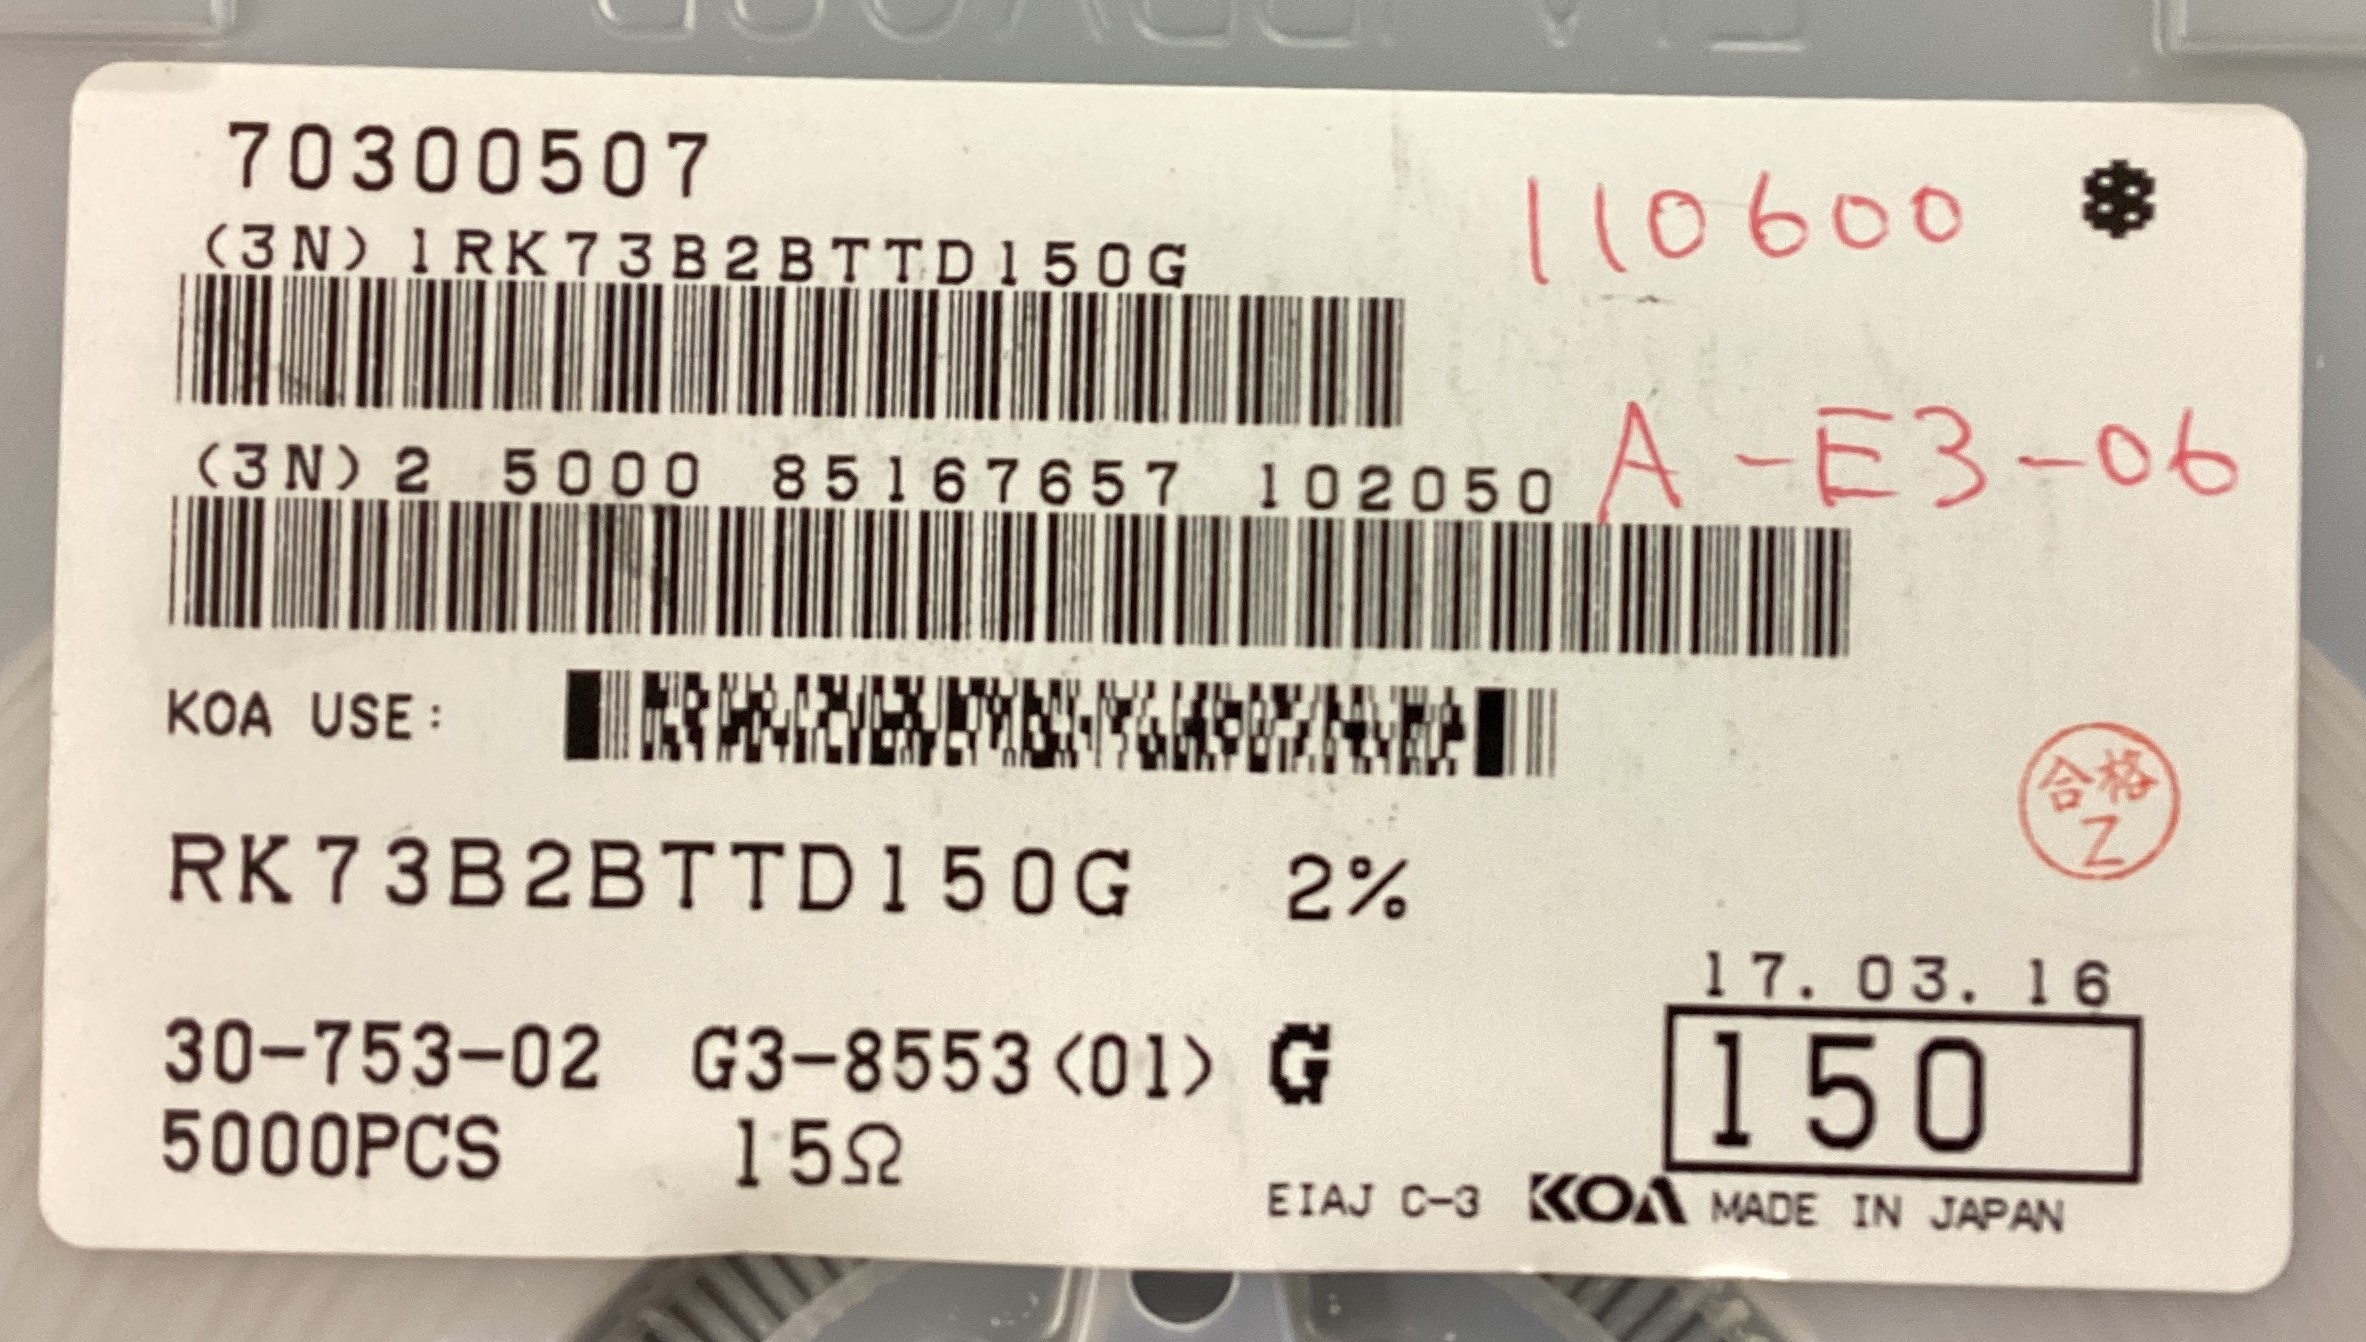 70300507
110600
(3N)1RK73B2BTTD150G
(3N)2 5000 85167657 102050
A-E3-06
KOA USE:
合格
Z
RK73B2BTTD150G 2%
17.03.16
30-753-02 G3-8553(01) G
150
5000PCS 15Ω
EIAJ C-3 KOA MADE IN JAPAN